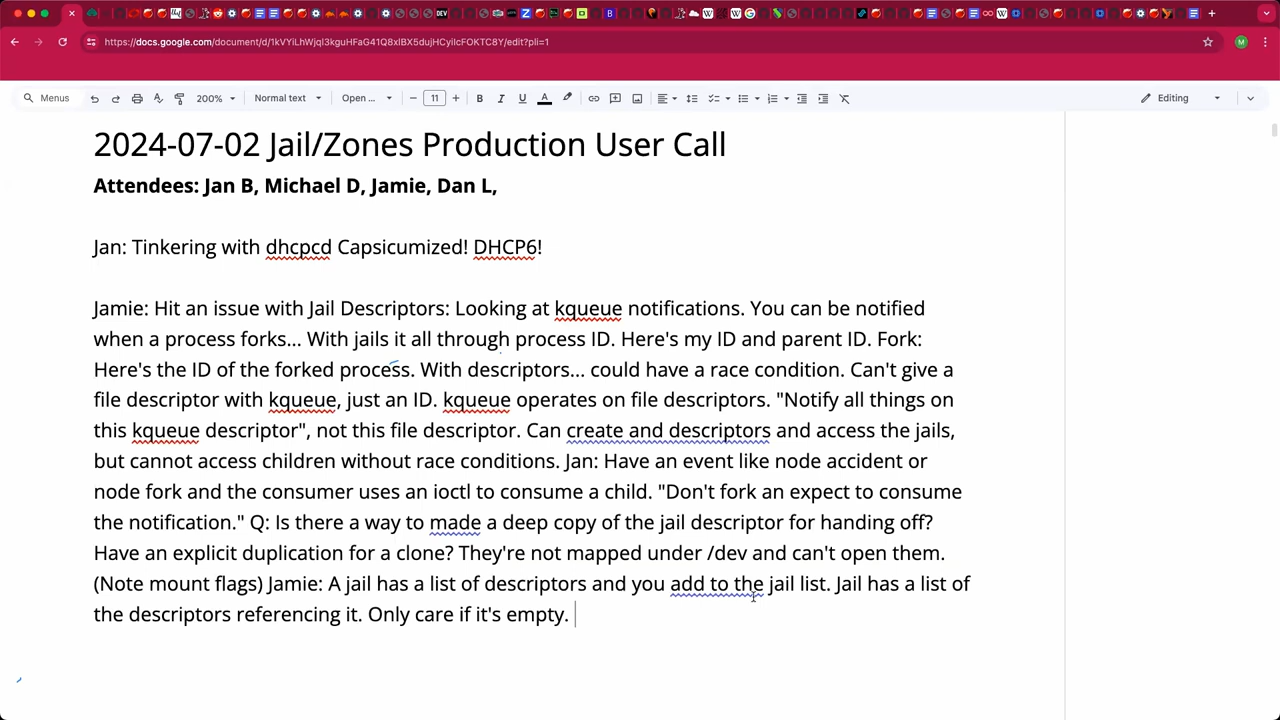 https://docs.google.com/document/d/1kVYiLhWjql3kguHFaG41Q8xlBX5dujHCyilcFOKTC8Y/edit?pli=1
Menus 200% Normal text Open ... 11 B I U A Editing
2024-07-02 Jail/Zones Production User Call
Attendees: Jan B, Michael D, Jamie, Dan L,
Jan: Tinkering with dhcpcd Capsicumized! DHCP6!
Jamie: Hit an issue with Jail Descriptors: Looking at kqueue notifications. You can be notified
when a process forks... With jails it all through process ID. Here's my ID and parent ID. Fork:
Here's the ID of the forked process. With descriptors... could have a race condition. Can't give a
file descriptor with kqueue, just an ID. kqueue operates on file descriptors. "Notify all things on
this kqueue descriptor", not this file descriptor. Can create and descriptors and access the jails,
but cannot access children without race conditions. Jan: Have an event like node accident or
node fork and the consumer uses an ioctl to consume a child. "Don't fork an expect to consume
the notification." Q: Is there a way to made a deep copy of the jail descriptor for handing off?
Have an explicit duplication for a clone? They're not mapped under /dev and can't open them.
(Note mount flags) Jamie: A jail has a list of descriptors and you add to the jail list. Jail has a list of
the descriptors referencing it. Only care if it's empty.